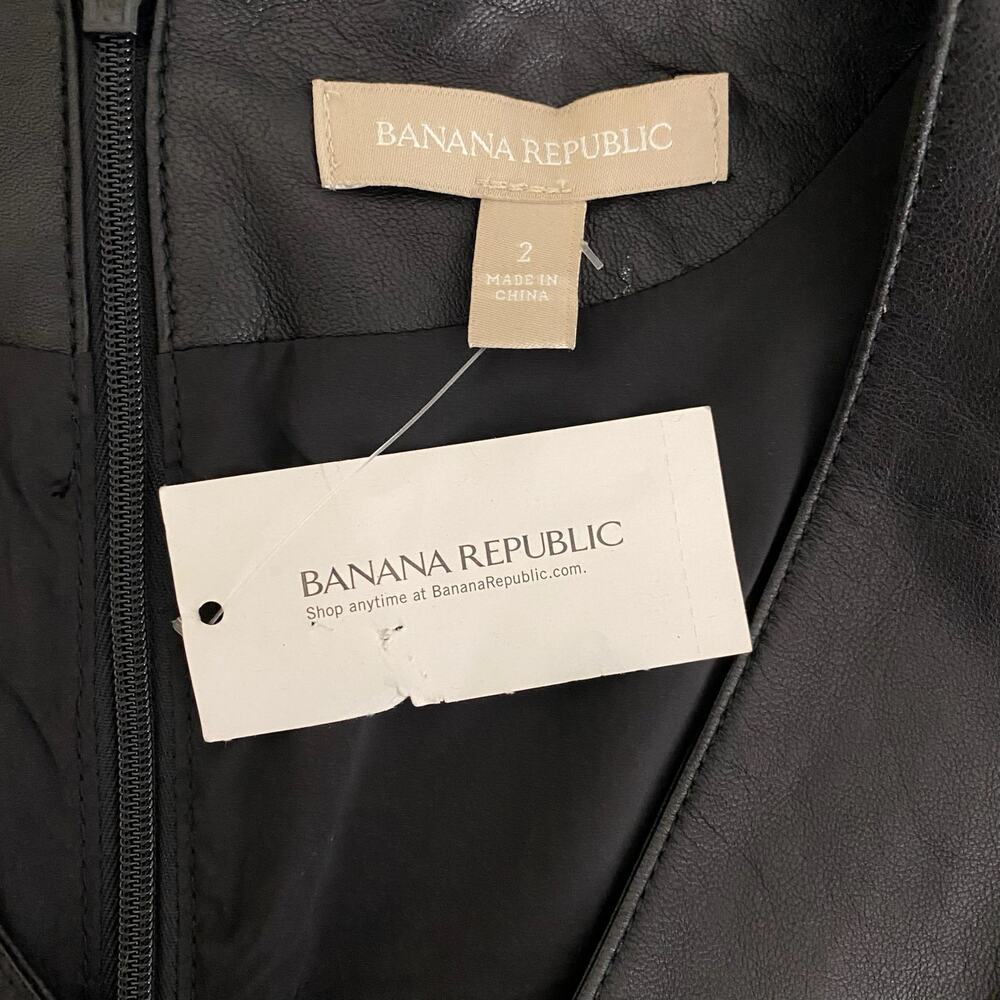 BANANA REPUBLIC
2
MADE IN
CHINA
BANANA REPUBLIC
Shop anytime at BananaRepublic.com.